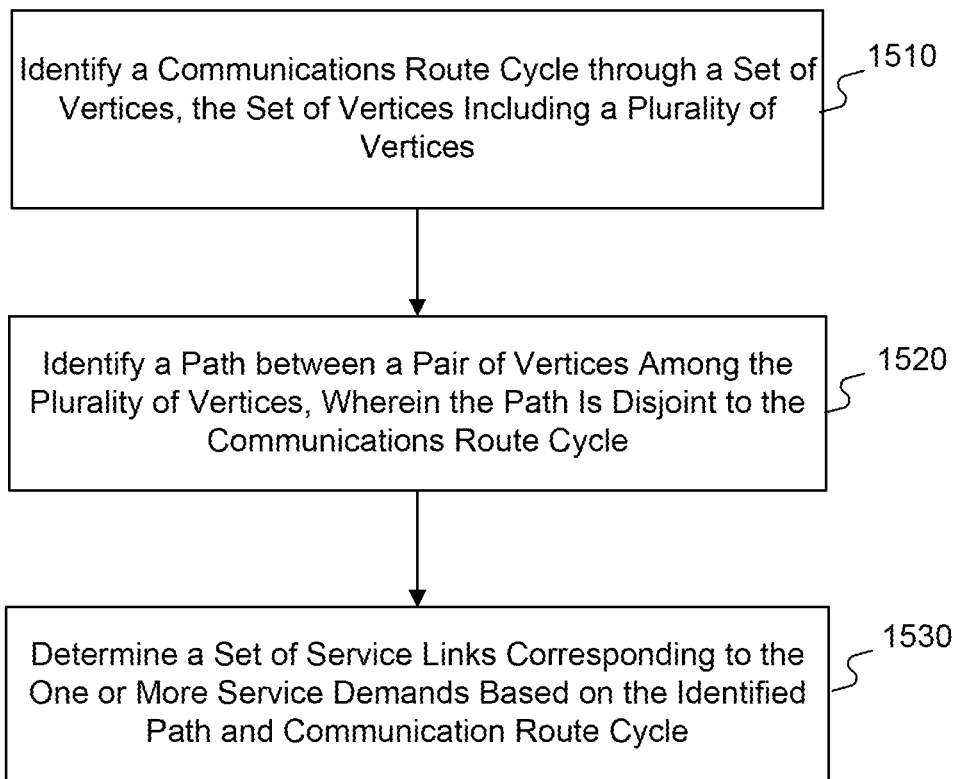 Identify a Communications Route Cycle through a Set of
Vertices, the Set of Vertices Including a Plurality of
Vertices
1510
Identify a Path between a Pair of Vertices Among the
Plurality of Vertices, Wherein the Path Is Disjoint to the
Communications Route Cycle
1520
Determine a Set of Service Links Corresponding to the
One or More Service Demands Based on the Identified
Path and Communication Route Cycle
1530